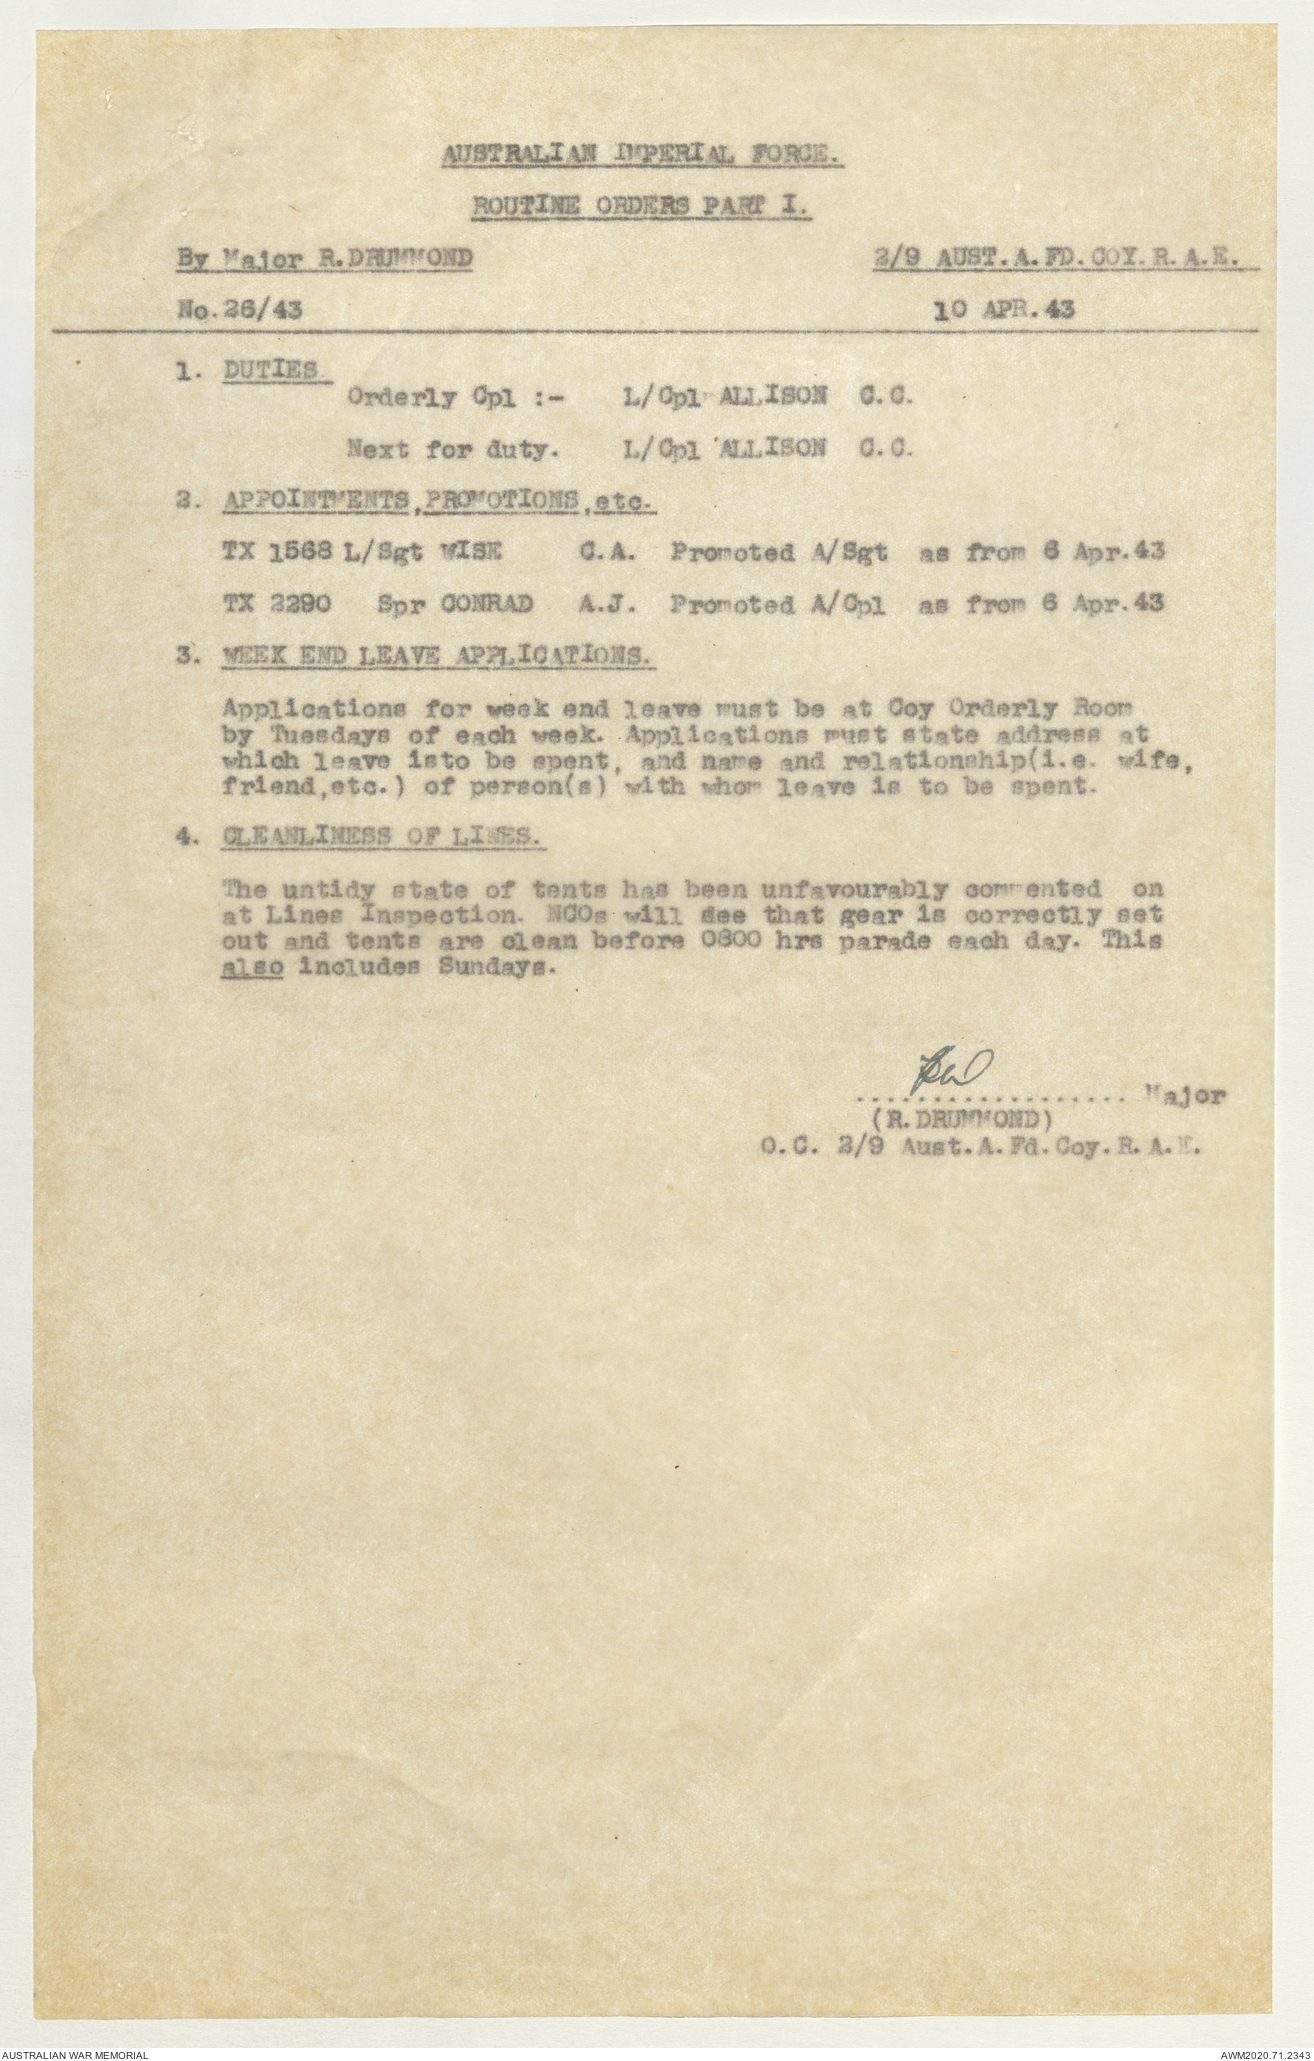 AUSTRALIAN IMPERIAL FORCE.
ROUTINE ORDERS PART I.
By Major R.DRUMMOND 2/9 AUST.A.FD.COY.R.A.E.
No.26/43 10 APR.43
1. DUTIES
Orderly Cpl :- L/Cpl ALLISON C.C.
Next for duty. L/Cpl ALLISON C.C.
2. APPOINTMENTS,PROMOTIONS,etc.
TX 1568 L/Sgt WISE C.A. Promoted A/Sgt as from 6 Apr.43
TX 2290 Spr CONRAD A.J. Promoted A/Cpl as from 6 Apr.43
3. WEEK END LEAVE APPLICATIONS.
Applications for week end leave must be at Coy Orderly Room
by Tuesdays of each week. Applications must state address at
which leave isto be spent, and name and relationship(i.e. wife,
friend,etc.) of person(s) with whom leave is to be spent.
4. CLEANLINESS OF LINES.
The untidy state of tents has been unfavourably commented on
at Lines Inspection. NCOs will see that gear is correctly set
out and tents are clean before 0800 hrs parade each day. This
also includes Sundays.
................... Major
(R.DRUMMOND)
O.C. 2/9 Aust.A.Fd.Coy.R.A.E.
AUSTRALIAN WAR MEMORIAL AWM2020.71.2343